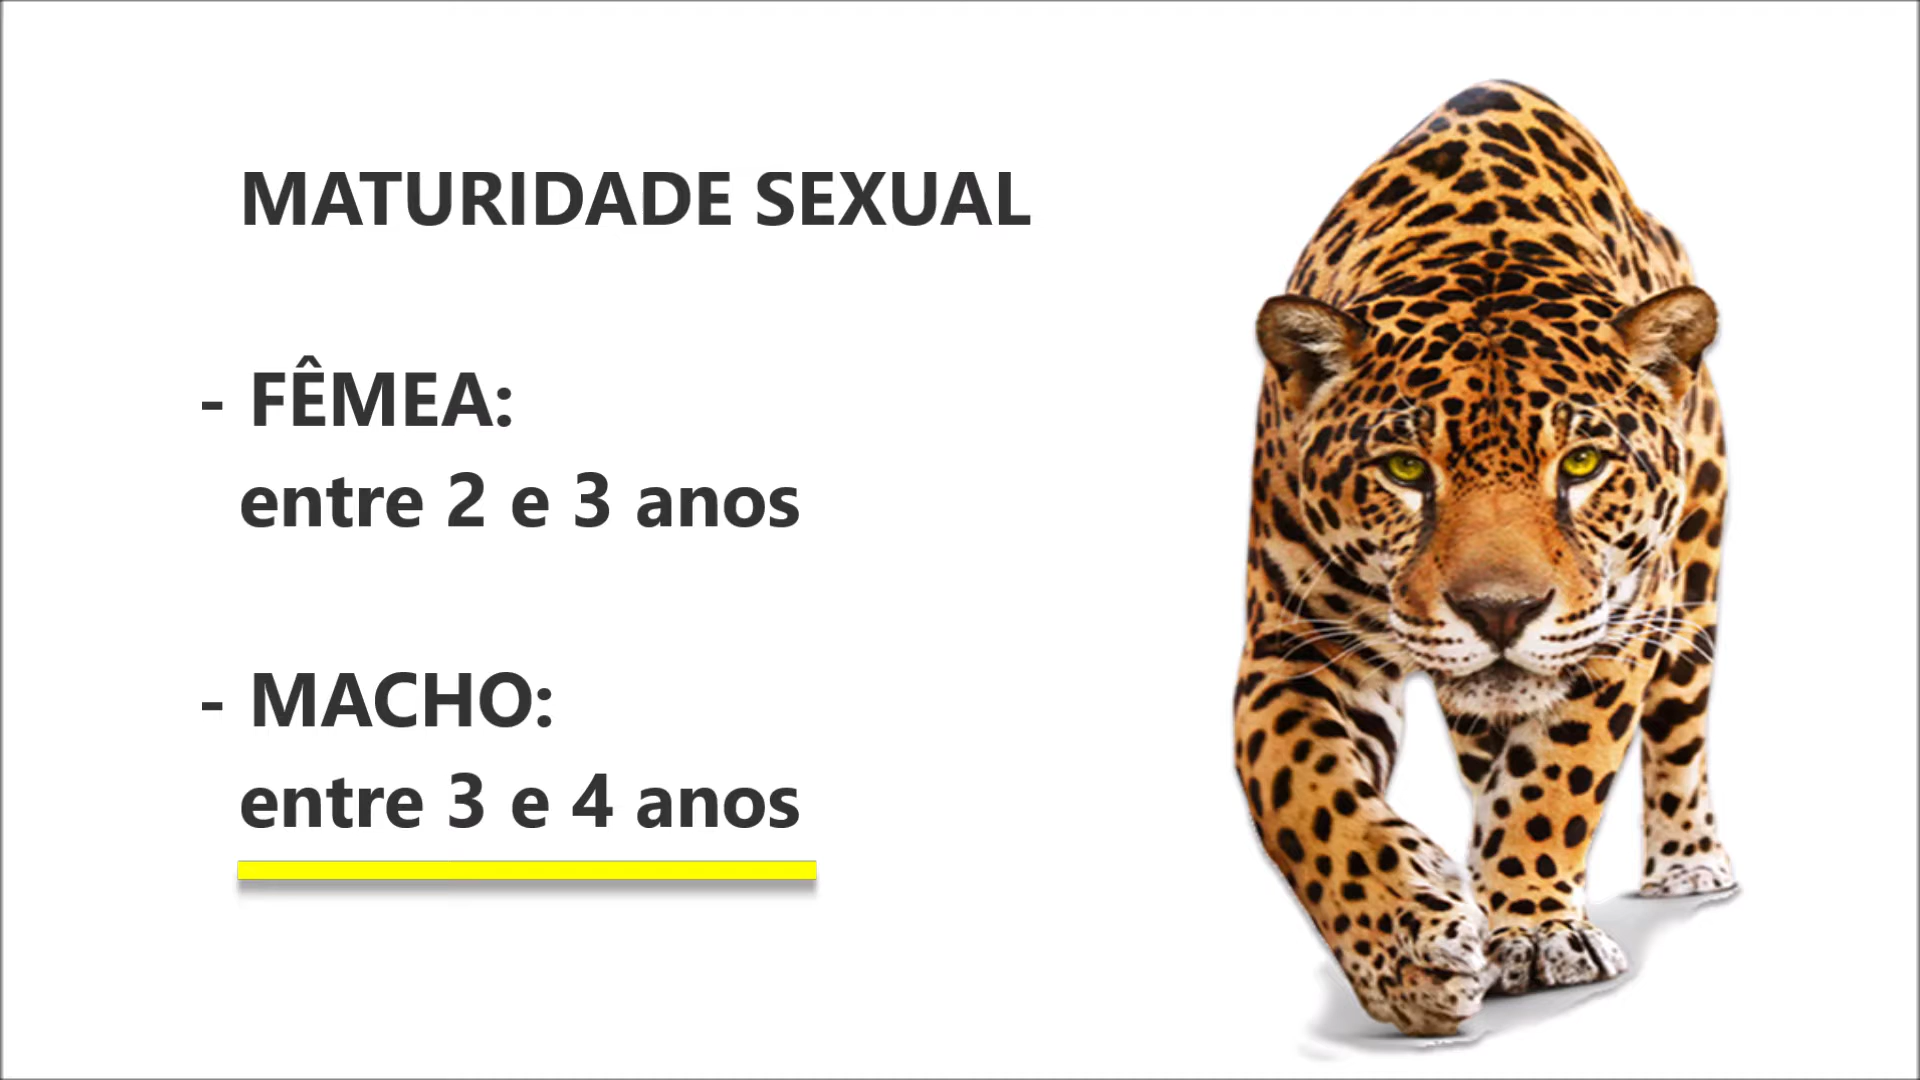 MATURIDADE SEXUAL
- FÊMEA:
entre 2 e 3 anos
- MACHO:
entre 3 e 4 anos